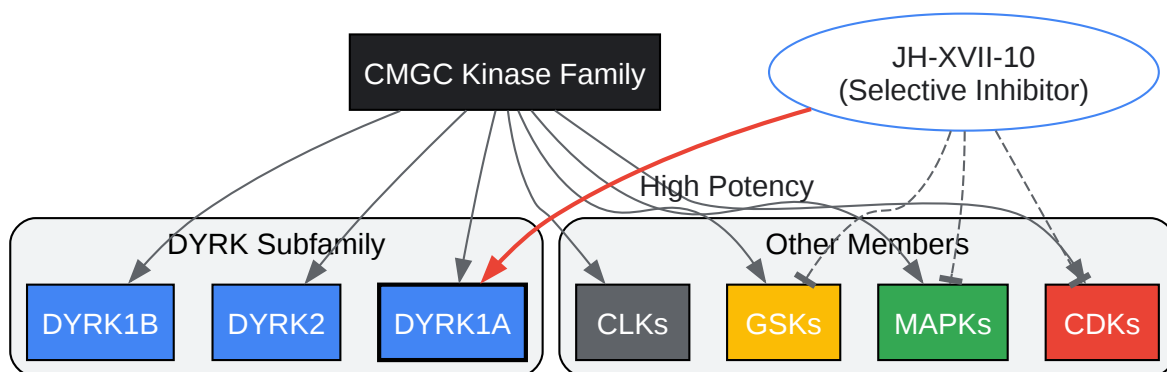 CMGC Kinase Family
JH-XVII-10
(Selective Inhibitor)
High Potency
DYRK Subfamily
Other Members
DYRK1B
DYRK2
DYRK1A
CLKs
GSKs
MAPKs
CDKs